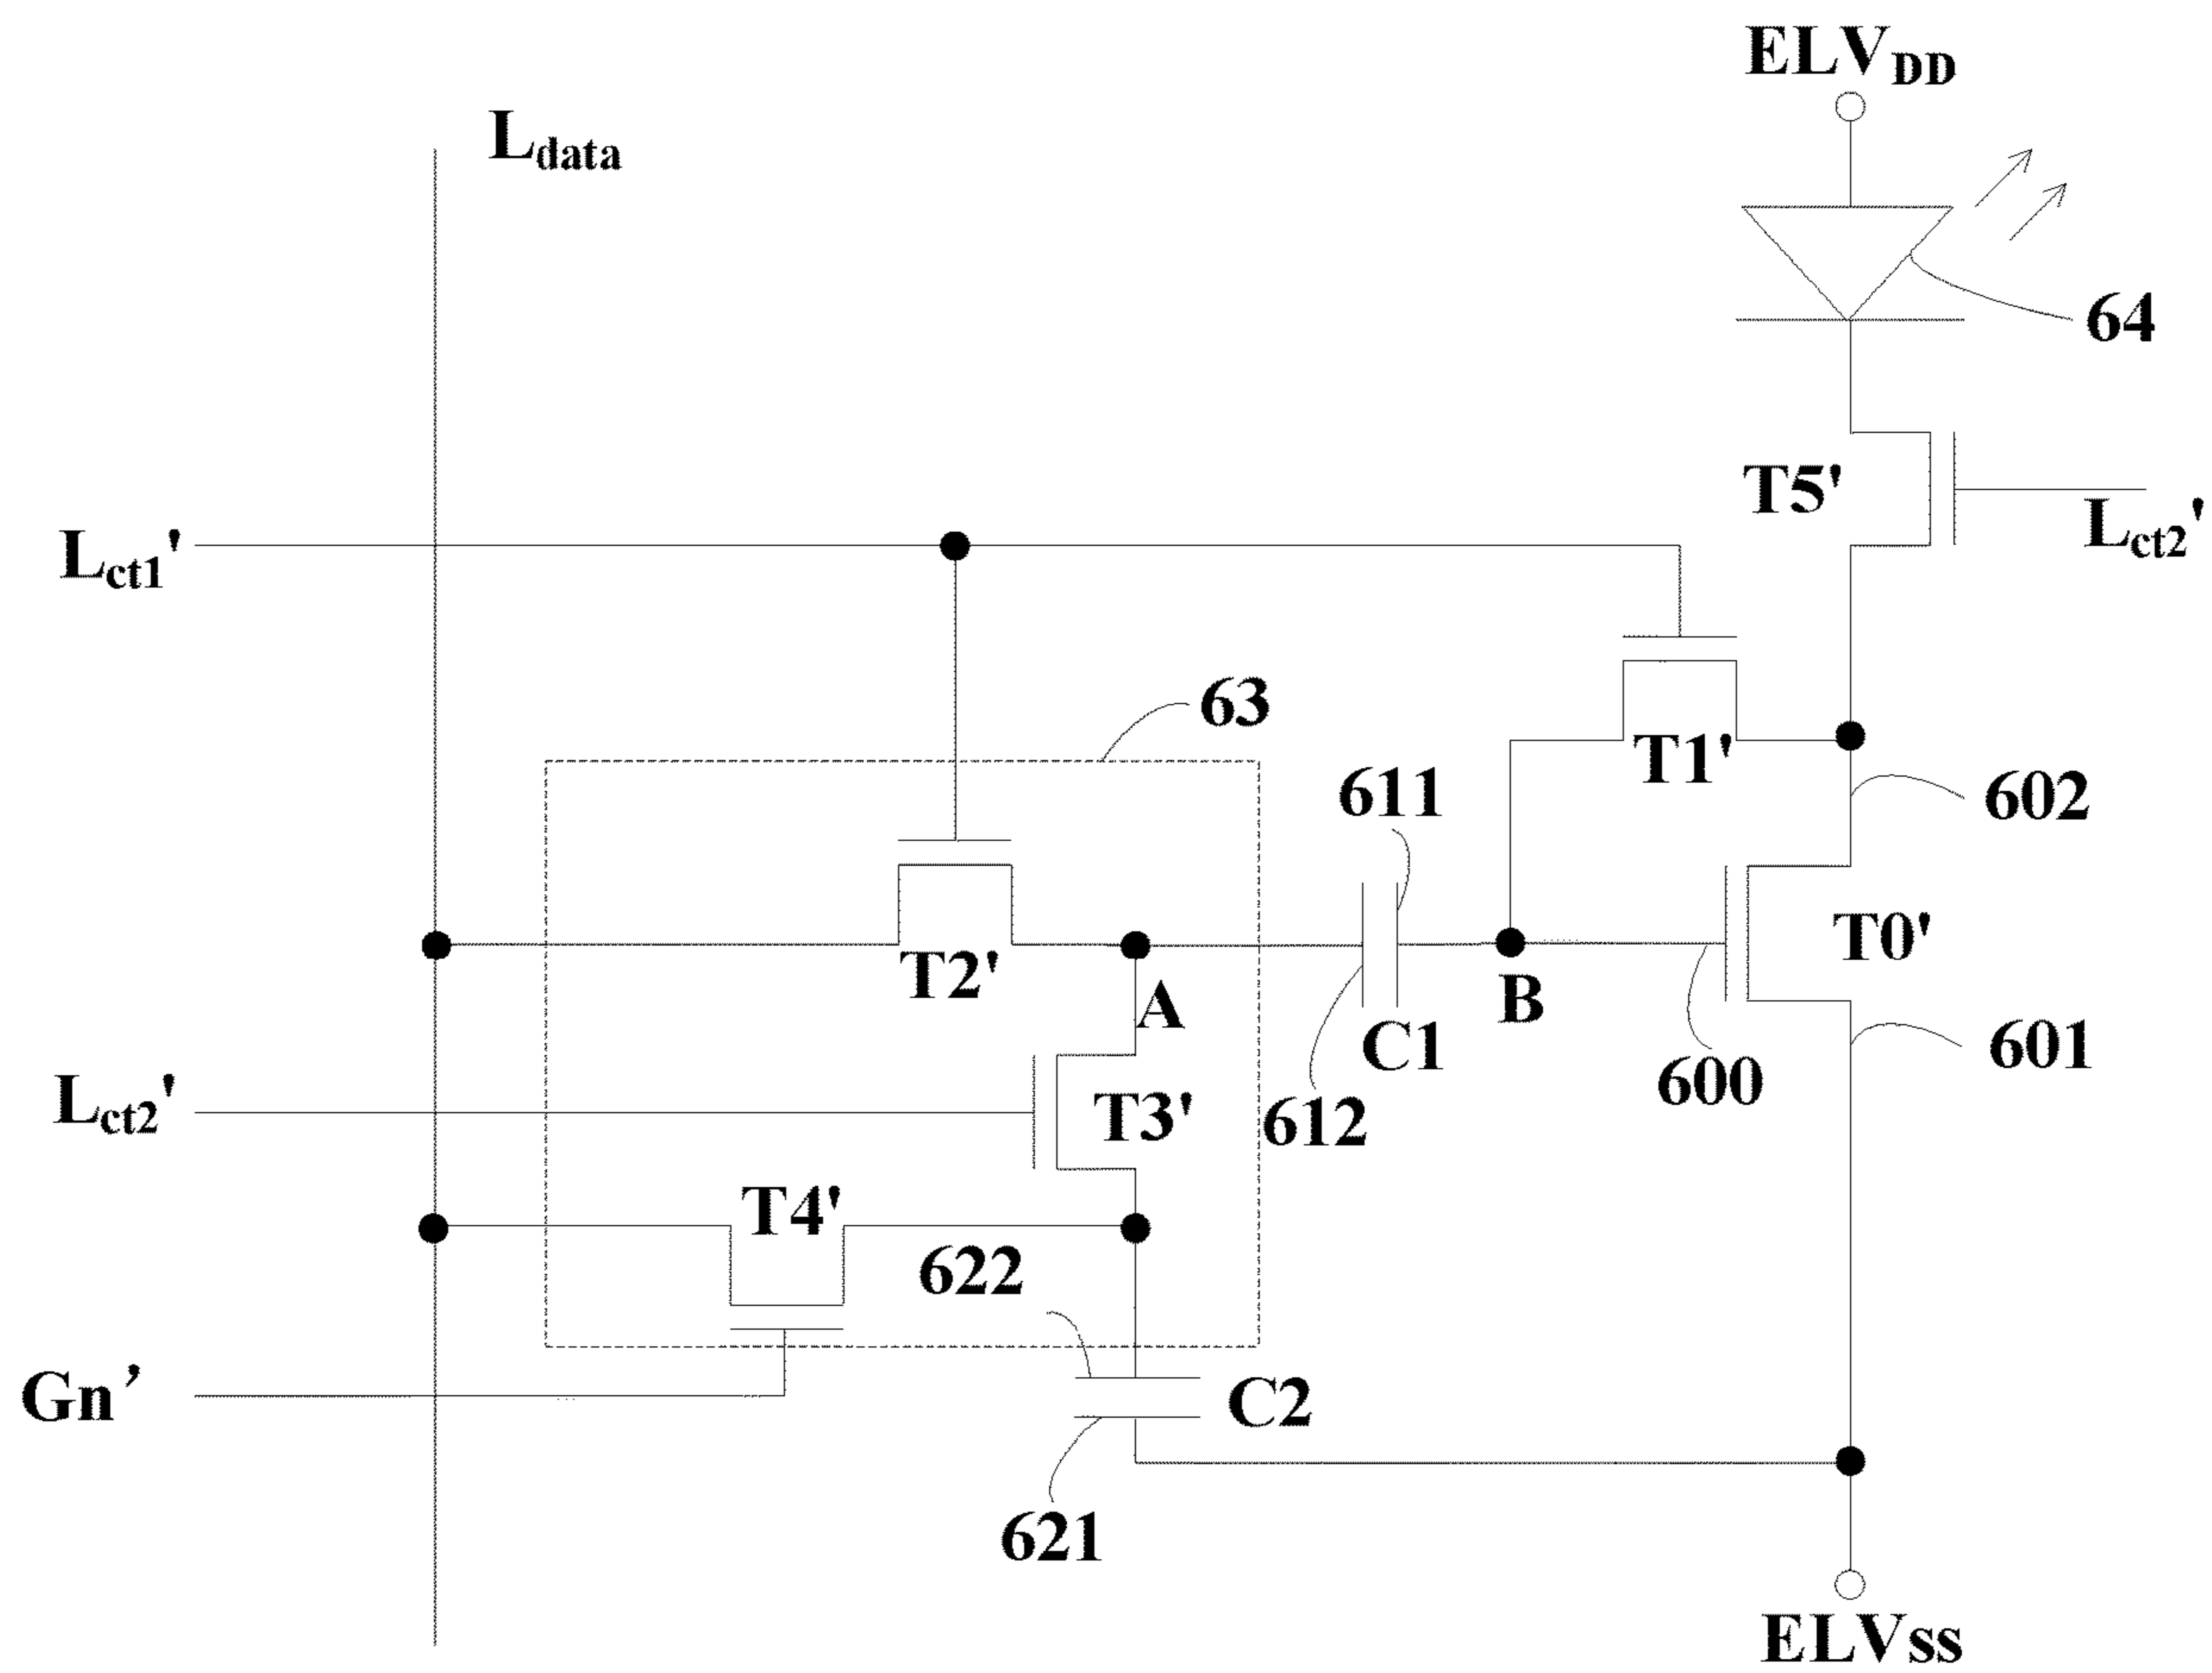 ELVDD
Ldata
64
T5'
Lct2'
Lct1'
63
T1'
611
602
T2'
A
B
T0'
C1
600
601
Lct2'
T3'
612
T4'
622
Gn’
C2
621
ELVss